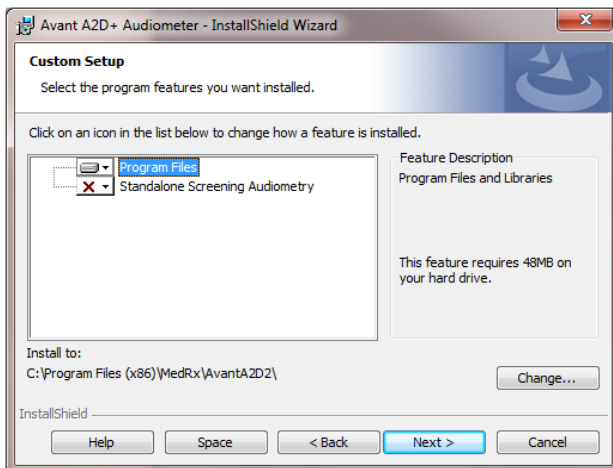 Avant A2D+ Audiometer - InstallShield Wizard
Custom Setup
Select the program features you want installed.
Click on an icon in the list below to change how a feature is installed.
Program Files
Standalone Screening Audiometry
Feature Description
Program Files and Libraries
This feature requires 48MB on
your hard drive.
Install to:
C:\Program Files (x86)\MedRx\AvantA2D2\
Change...
InstallShield
Help
Space
< Back
Next >
Cancel